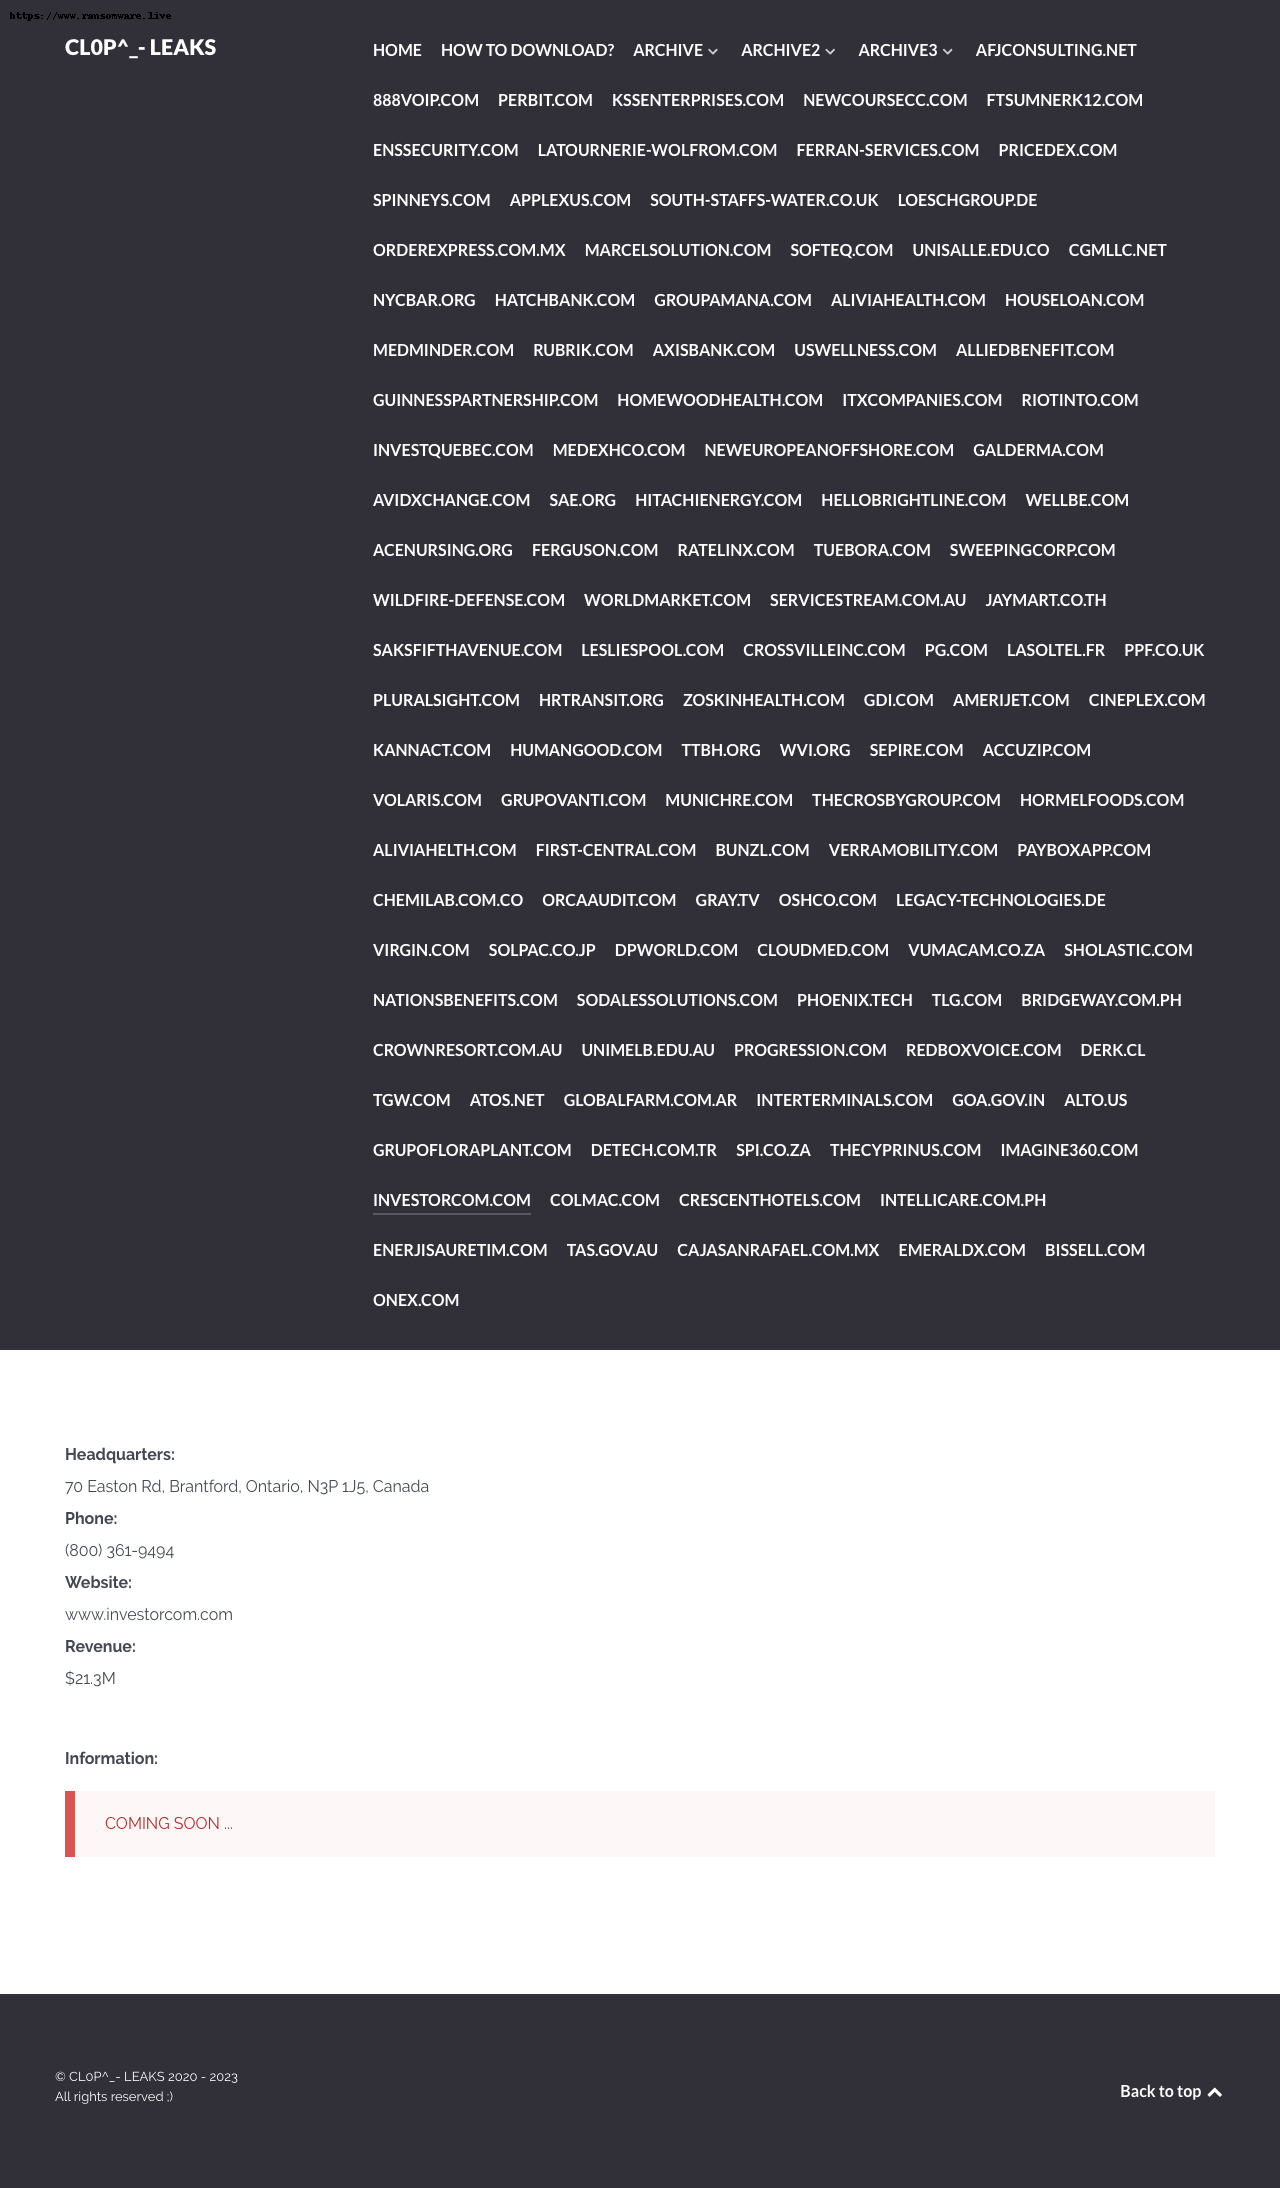 https://www.ransomware.live
CL0P^_- LEAKS
HOME HOW TO DOWNLOAD? ARCHIVE ARCHIVE2 ARCHIVE3 AFJCONSULTING.NET
888VOIP.COM PERBIT.COM KSSENTERPRISES.COM NEWCOURSECC.COM FTSUMNERK12.COM
ENSSECURITY.COM LATOURNERIE-WOLFROM.COM FERRAN-SERVICES.COM PRICEDEX.COM
SPINNEYS.COM APPLEXUS.COM SOUTH-STAFFS-WATER.CO.UK LOESCHGROUP.DE
ORDEREXPRESS.COM.MX MARCELSOLUTION.COM SOFTEQ.COM UNISALLE.EDU.CO CGMLLC.NET
NYCBAR.ORG HATCHBANK.COM GROUPAMANA.COM ALIVIAHEALTH.COM HOUSELOAN.COM
MEDMINDER.COM RUBRIK.COM AXISBANK.COM USWELLNESS.COM ALLIEDBENEFIT.COM
GUINNESSPARTNERSHIP.COM HOMEWOODHEALTH.COM ITXCOMPANIES.COM RIOTINTO.COM
INVESTQUEBEC.COM MEDEXHCO.COM NEWEUROPEANOFFSHORE.COM GALDERMA.COM
AVIDXCHANGE.COM SAE.ORG HITACHIENERGY.COM HELLOBRIGHTLINE.COM WELLBE.COM
ACENURSING.ORG FERGUSON.COM RATELINX.COM TUEBORA.COM SWEEPINGCORP.COM
WILDFIRE-DEFENSE.COM WORLDMARKET.COM SERVICESTREAM.COM.AU JAYMART.CO.TH
SAKSFIFTHAVENUE.COM LESLIESPOOL.COM CROSSVILLEINC.COM PG.COM LASOLTEL.FR PPF.CO.UK
PLURALSIGHT.COM HRTRANSIT.ORG ZOSKINHEALTH.COM GDI.COM AMERIJET.COM CINEPLEX.COM
KANNACT.COM HUMANGOOD.COM TTBH.ORG WVI.ORG SEPIRE.COM ACCUZIP.COM
VOLARIS.COM GRUPOVANTI.COM MUNICHRE.COM THECROSBYGROUP.COM HORMELFOODS.COM
ALIVIAHELTH.COM FIRST-CENTRAL.COM BUNZL.COM VERRAMOBILITY.COM PAYBOXAPP.COM
CHEMILAB.COM.CO ORCAAUDIT.COM GRAY.TV OSHCO.COM LEGACY-TECHNOLOGIES.DE
VIRGIN.COM SOLPAC.CO.JP DPWORLD.COM CLOUDMED.COM VUMACAM.CO.ZA SHOLASTIC.COM
NATIONSBENEFITS.COM SODALESSOLUTIONS.COM PHOENIX.TECH TLG.COM BRIDGEWAY.COM.PH
CROWNRESORT.COM.AU UNIMELB.EDU.AU PROGRESSION.COM REDBOXVOICE.COM DERK.CL
TGW.COM ATOS.NET GLOBALFARM.COM.AR INTERTERMINALS.COM GOA.GOV.IN ALTO.US
GRUPOFLORAPLANT.COM DETECH.COM.TR SPI.CO.ZA THECYPRINUS.COM IMAGINE360.COM
INVESTORCOM.COM COLMAC.COM CRESCENTHOTELS.COM INTELLICARE.COM.PH
ENERJISAURETIM.COM TAS.GOV.AU CAJASANRAFAEL.COM.MX EMERALDX.COM BISSELL.COM
ONEX.COM
Headquarters:
70 Easton Rd, Brantford, Ontario, N3P 1J5, Canada
Phone:
(800) 361-9494
Website:
www.investorcom.com
Revenue:
$21.3M
Information:
COMING SOON ...
© CL0P^_- LEAKS 2020 - 2023
All rights reserved ;)
Back to top